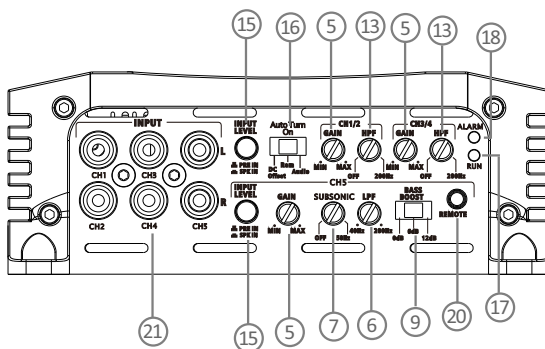 15 16 5 13 5 13 18
INPUT
L
R
CH1 CH3
CH2 CH4 CH5
INPUT
LEVEL
PRE IN
SPK IN
Auto Turn
On
DC
Offset
Rem
Audio
CH1/2
GAIN
MIN MAX
HPF
OFF 200Hz
CH3/4
GAIN
MIN MAX
HPF
OFF 200Hz
ALARM
RUN
CH5
INPUT
LEVEL
PRE IN
SPK IN
GAIN
MIN MAX
SUBSONIC
OFF 50Hz
LPF
40Hz 200Hz
BASS
BOOST
0dB 6dB 12dB
REMOTE
21 15 5 7 6 9 20 17